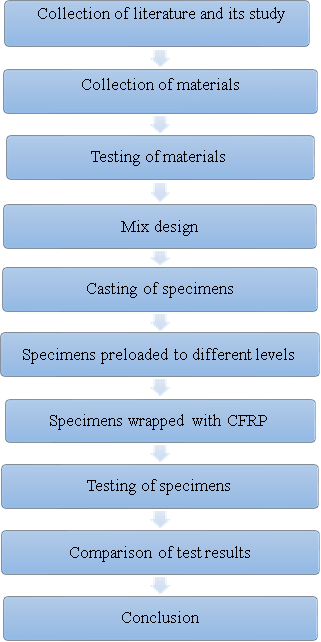 Collection of literature and its study
Collection of materials
Testing of materials
Mix design
Casting of specimens
Specimens preloaded to different levels
Specimens wrapped with CFRP
Testing of specimens
Comparison of test results
Conclusion